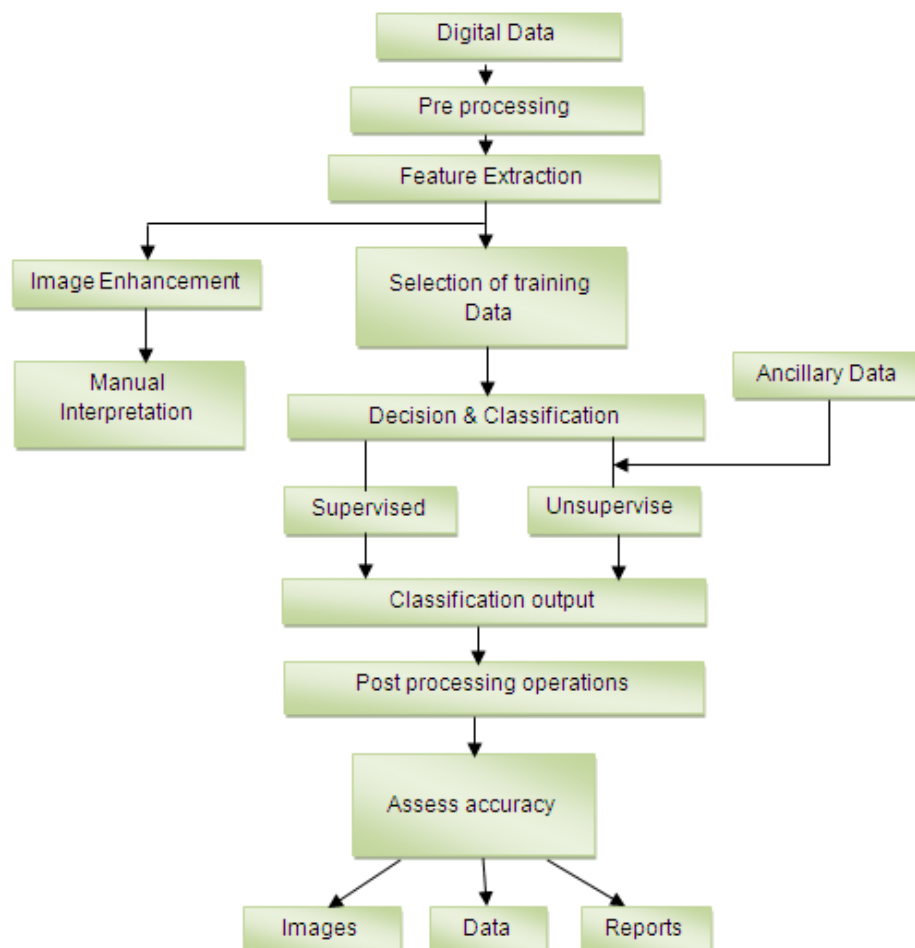 Digital Data
Pre processing
Feature Extraction
Image Enhancement
Selection of training
Data
Manual
Interpretation
Ancillary Data
Decision & Classification
Supervised
Unsupervise
Classification output
Post processing operations
Assess accuracy
Images
Data
Reports